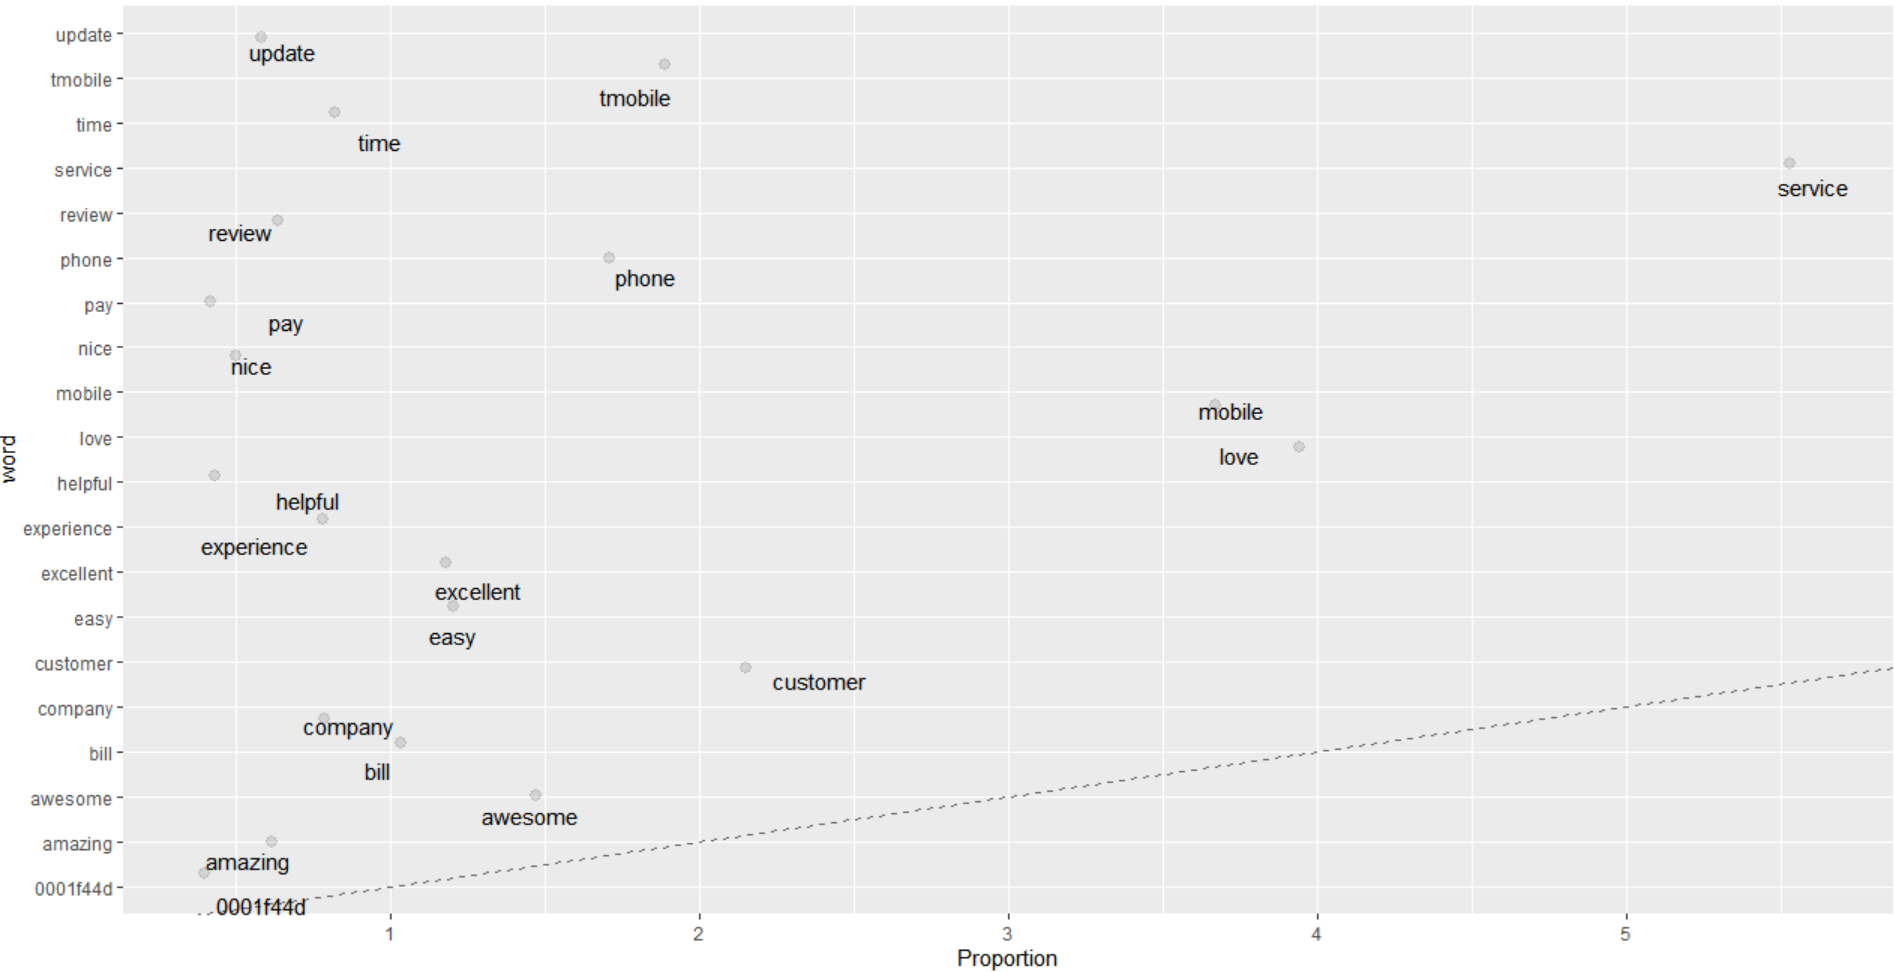 update
update
tmobile
tmobile
time
time
service
service
review
review
phone
phone
pay
pay
nice
nice
mobile
mobile
love
love
helpful
helpful
experience
experience
excellent
excellent
easy
easy
customer
customer
company
company
bill
bill
awesome
awesome
amazing
amazing
0001f44d
0001f44d
word
1 2 3 4 5
Proportion